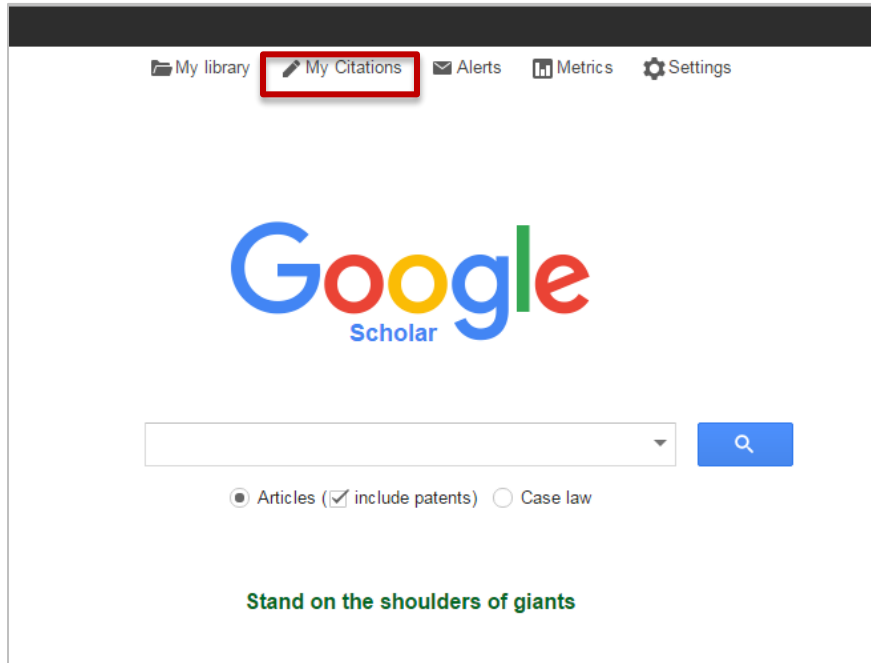 My library My Citations Alerts Metrics Settings
Google
Scholar
Articles (include patents) Case law
Stand on the shoulders of giants